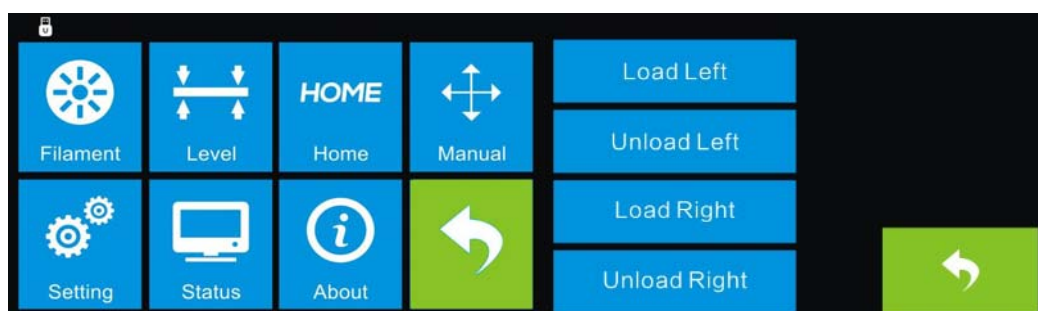 U
HOME
Filament
Level
Home
Manual
Setting
Status
About
Load Left
Unload Left
Load Right
Unload Right